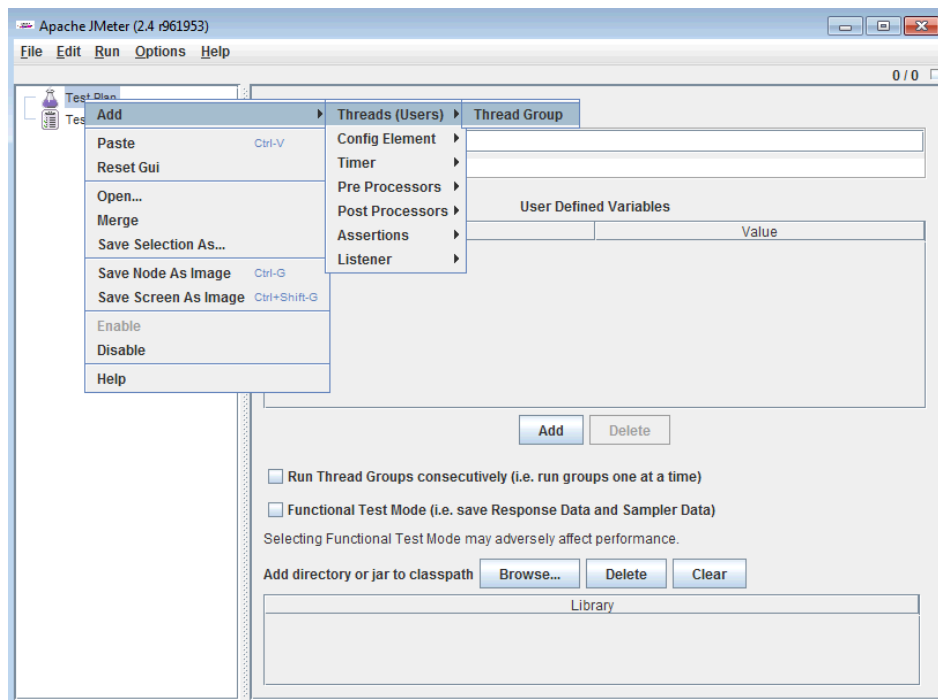 Apache JMeter (2.4 r961953)
File Edit Run Options Help
0 / 0
Test Plan
Tes
Add Threads (Users) Thread Group
Paste Ctrl-V
Reset Gui
Open...
Merge
Save Selection As...
Save Node As Image Ctrl-G
Save Screen As Image Ctrl+Shift-G
Enable
Disable
Help
Config Element
Timer
Pre Processors
Post Processors
Assertions
Listener
User Defined Variables
Value
Add Delete
Run Thread Groups consecutively (i.e. run groups one at a time)
Functional Test Mode (i.e. save Response Data and Sampler Data)
Selecting Functional Test Mode may adversely affect performance.
Add directory or jar to classpath Browse... Delete Clear
Library